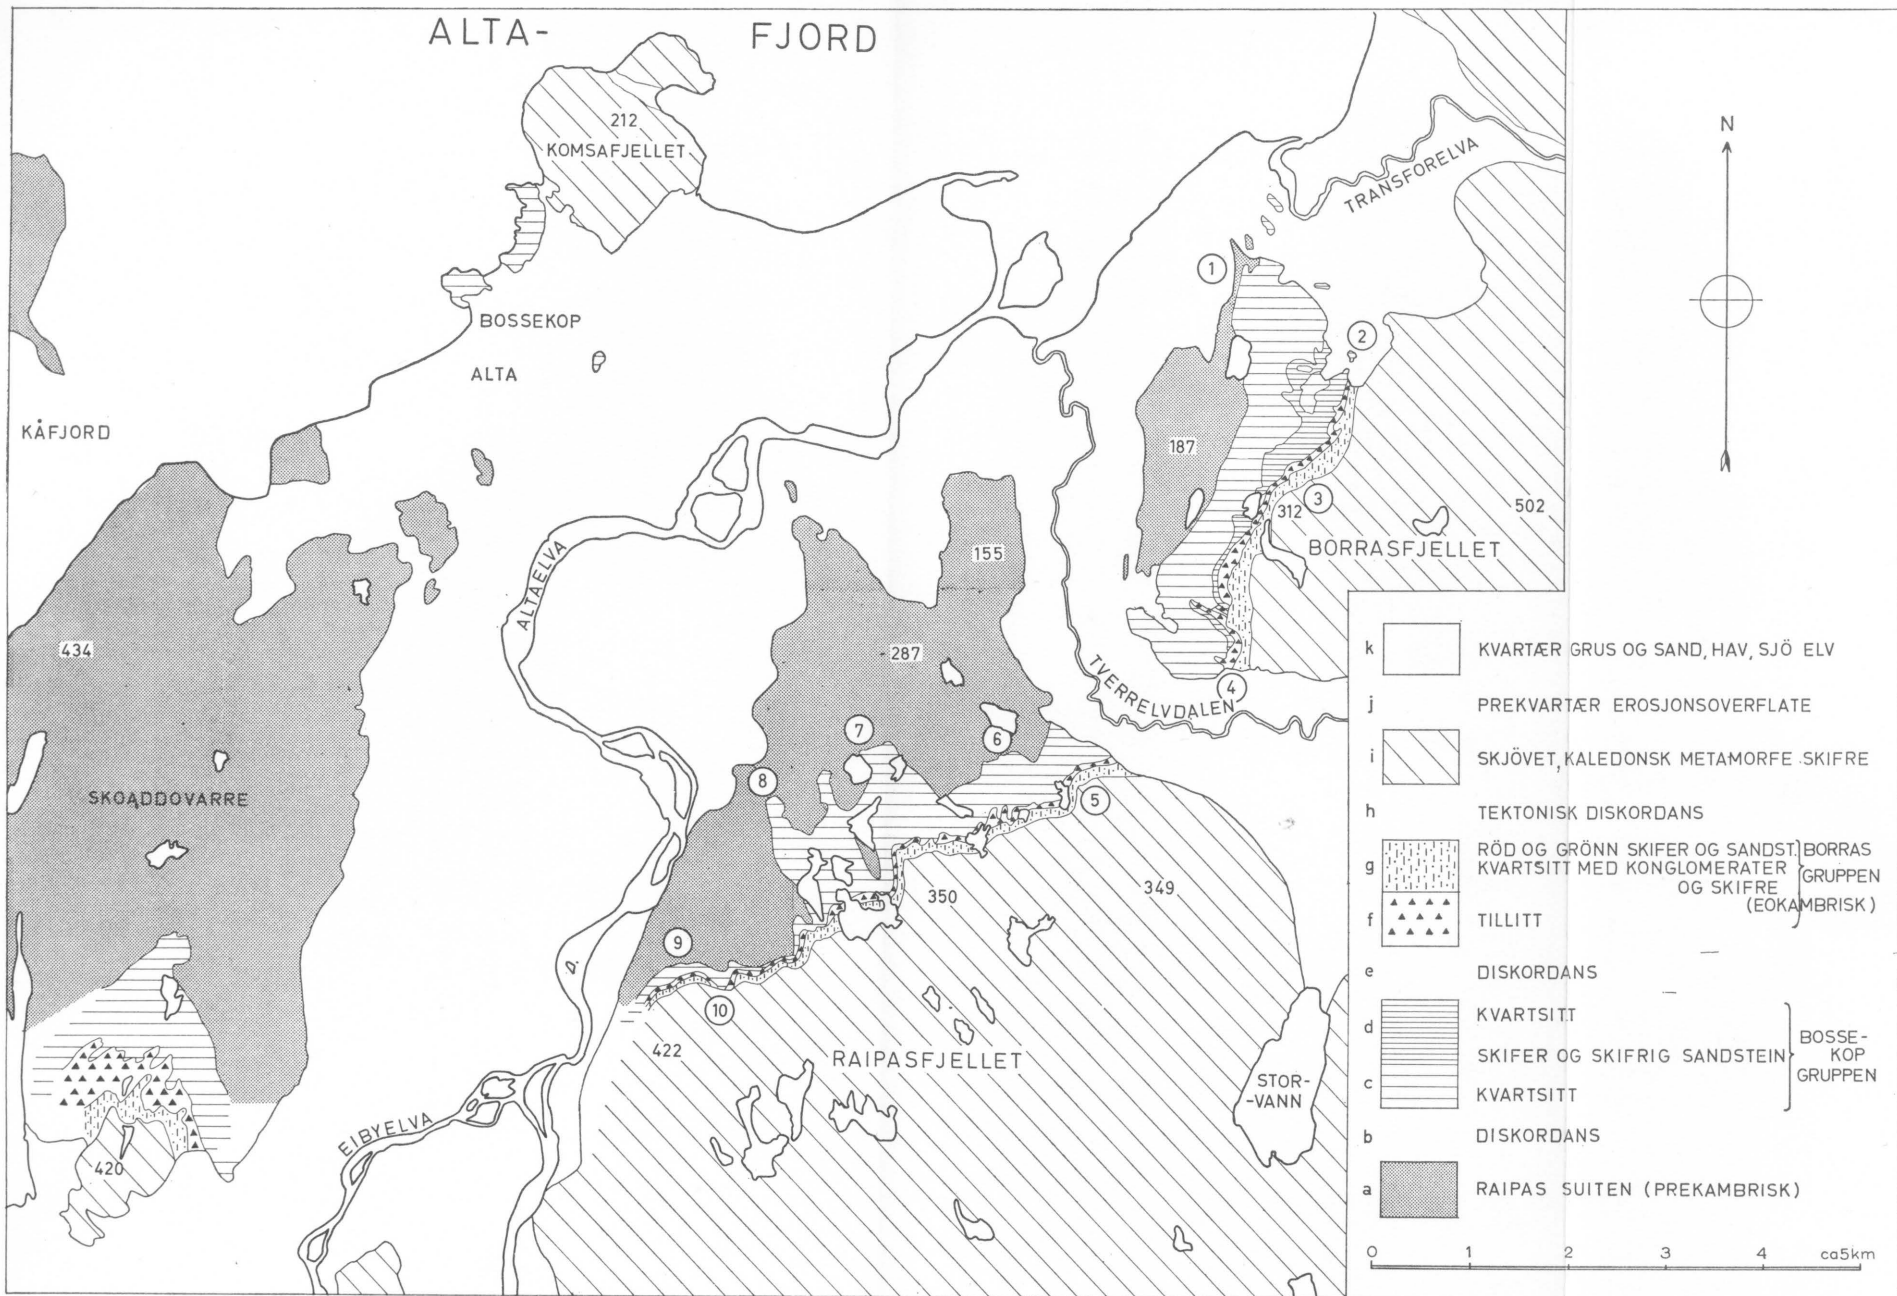 ALTA- FJORD
212
KOMSAFJELLET
N
TRANSFORELVA
1
BOSSEKOP
2
ALTA
KÅFJORD
187
3
312
502
BORRASFJELLET
155
ALTAELVA
434
287
TVERRELVDALEN
4
7
6
8
SKOADDOVARRE
5
350
349
9
10
422
RAIPASFJELLET
STOR-
-VANN
EIBYELVA
420
k KVARTÆR GRUS OG SAND, HAV, SJÖ ELV
j PREKVARTÆR EROSJONSOVERFLATE
i SKJÖVET, KALEDONSK METAMORFE SKIFRE
h TEKTONISK DISKORDANS
g RÖD OG GRÖNN SKIFER OG SANDST.
KVARTSITT MED KONGLOMERATER
OG SKIFRE
BORRAS
GRUPPEN
(EOKAMBRISK)
f TILLITT
e DISKORDANS
d KVARTSITT
SKIFER OG SKIFRIG SANDSTEIN
c KVARTSITT
BOSSE-
KOP
GRUPPEN
b DISKORDANS
a RAIPAS SUITEN (PREKAMBRISK)
0 1 2 3 4 ca5km